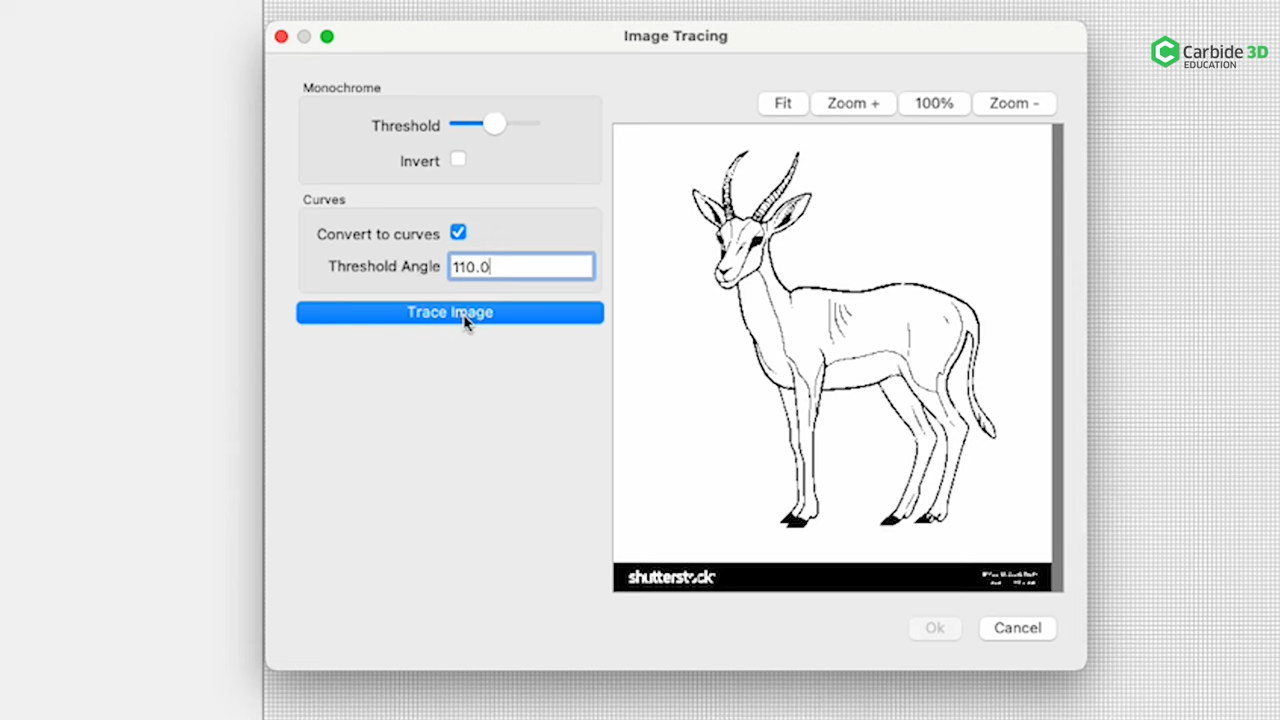 Image Tracing
Carbide 3D
EDUCATION
Monochrome
Threshold
Invert
Curves
Convert to curves
Threshold Angle
110.0
Trace Image
Fit
Zoom +
100%
Zoom -
shutterstock
Ok
Cancel